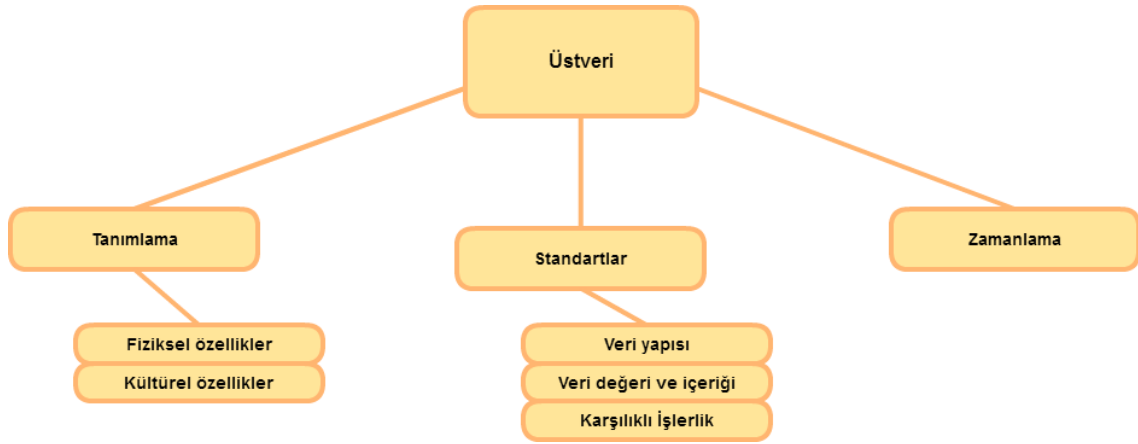 Üstveri
Tanımlama
Standartlar
Zamanlama
Fiziksel özellikler
Kültürel özellikler
Veri yapısı
Veri değeri ve içeriği
Karşılıklı İşlerlik